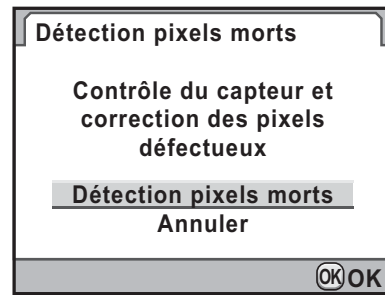 Détection pixels morts
Contrôle du capteur et
correction des pixels
défectueux
Détection pixels morts
Annuler
OK OK